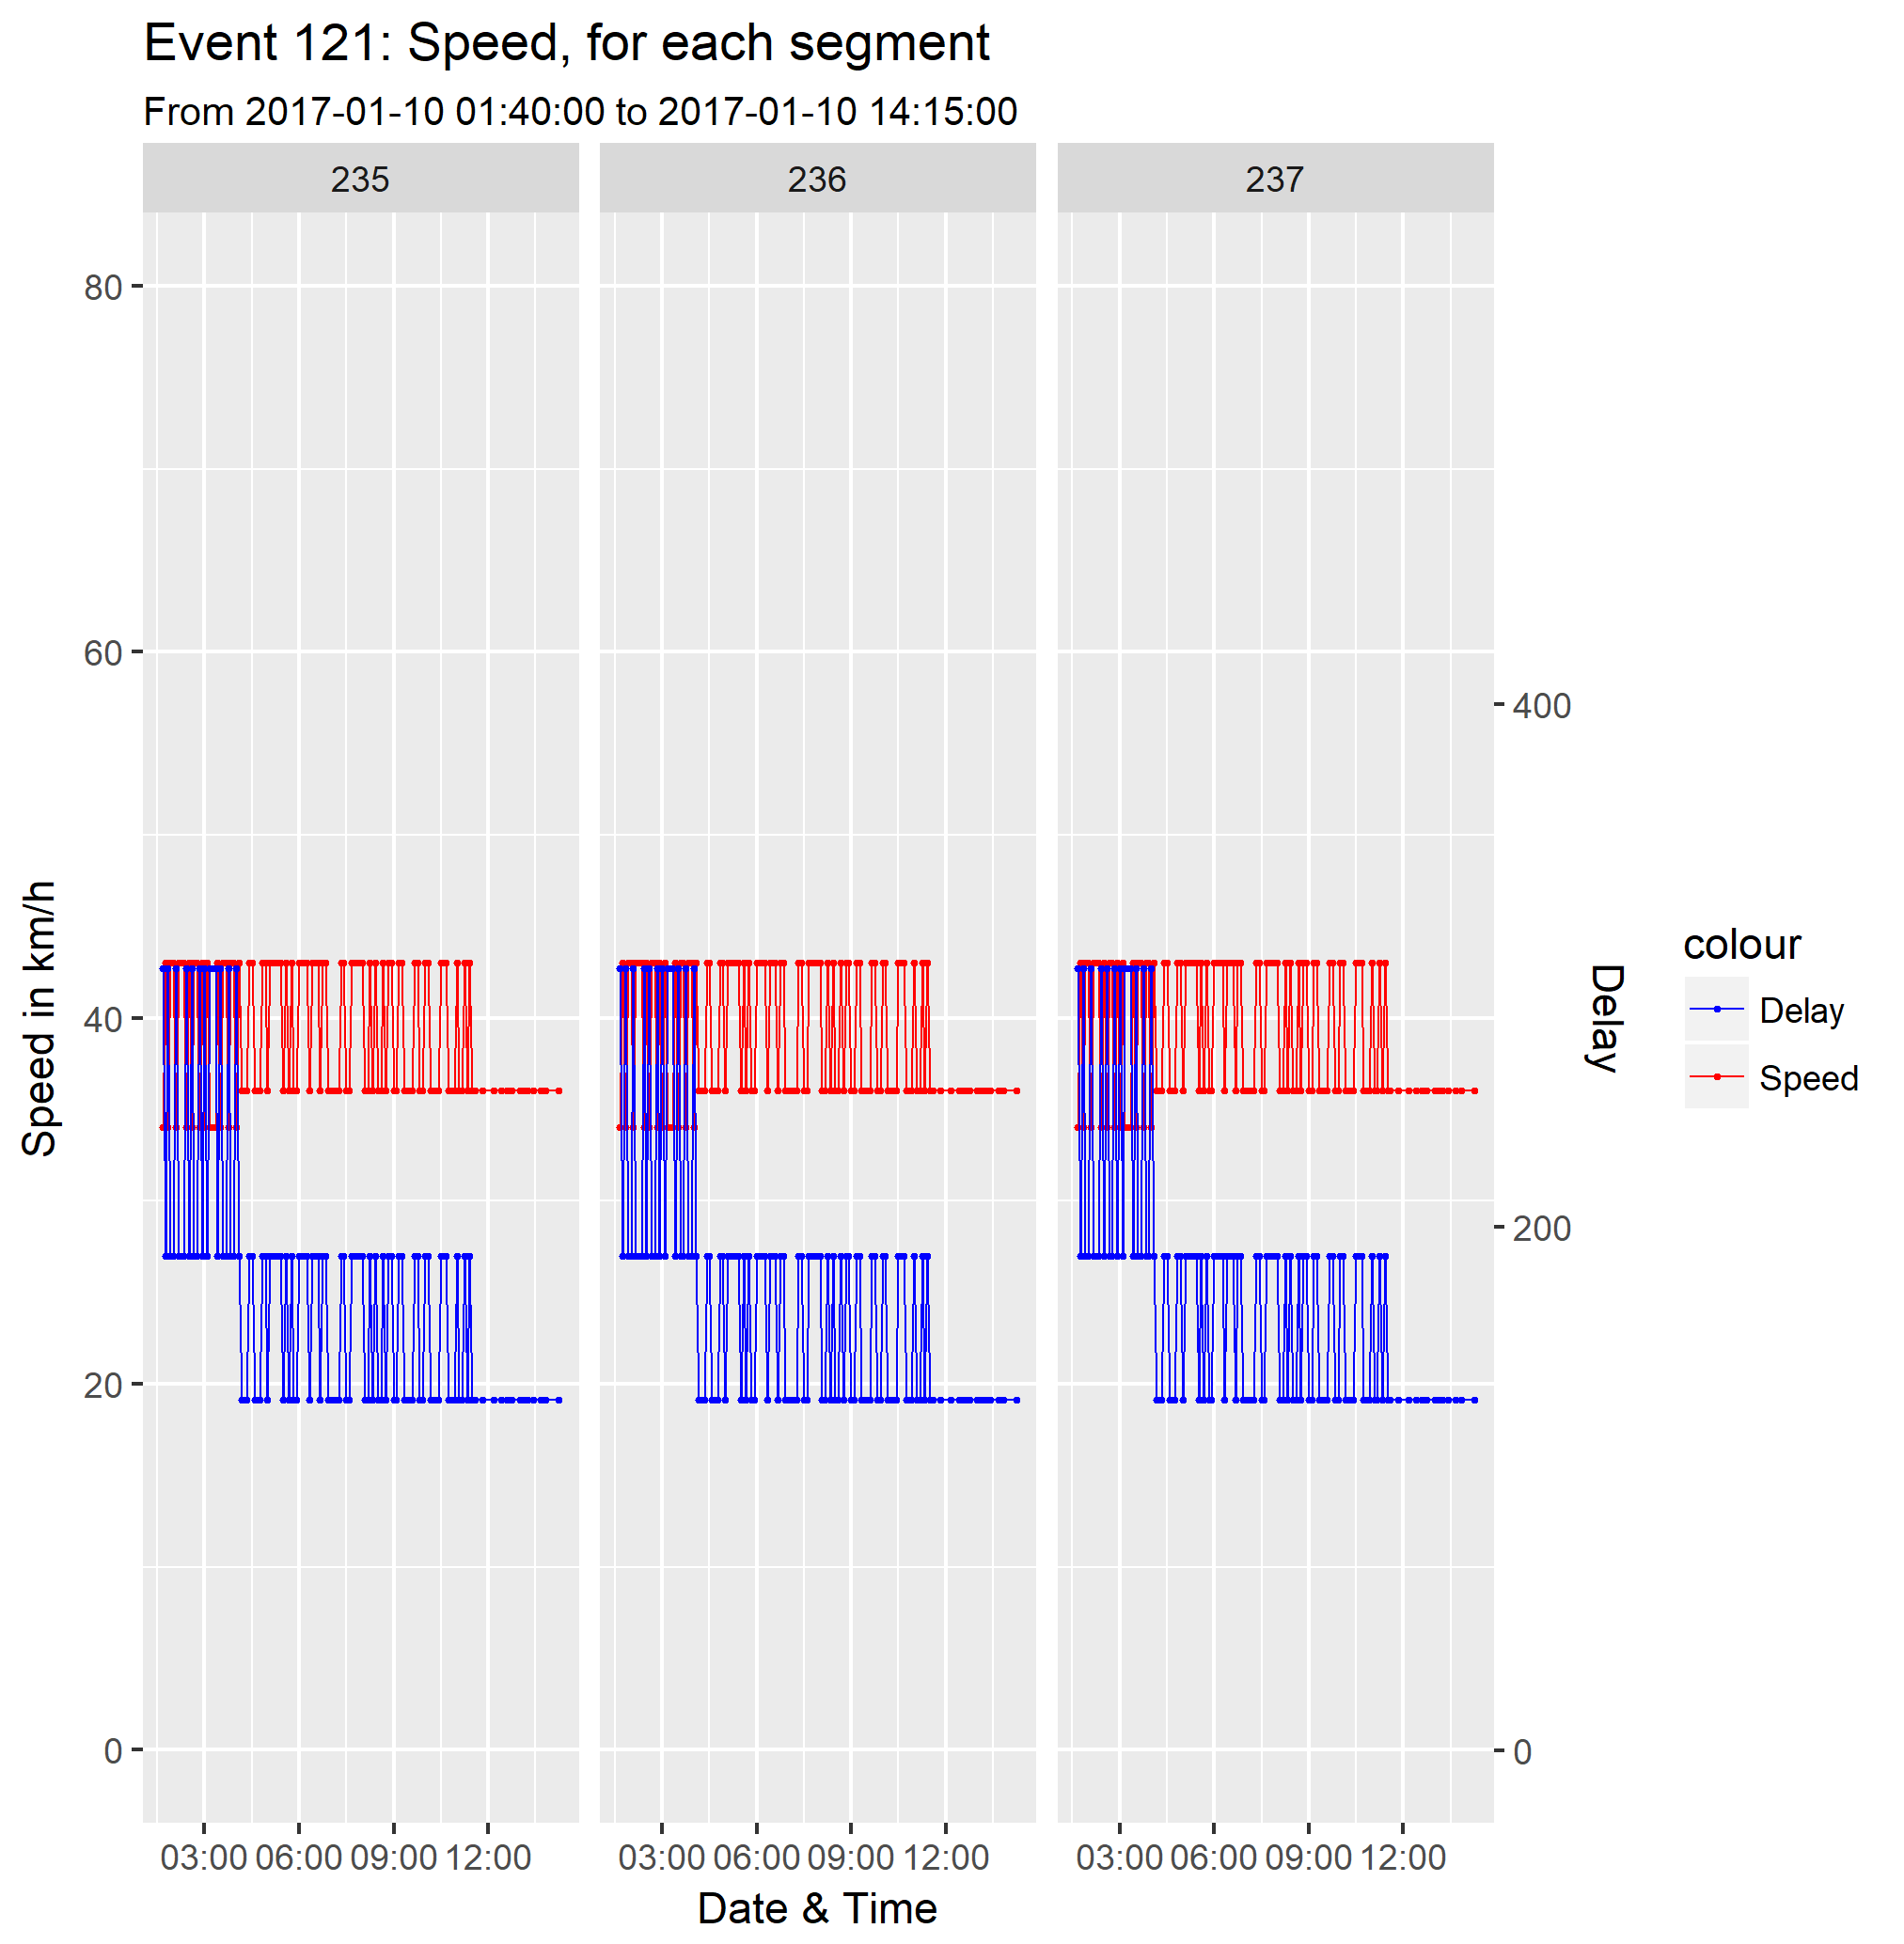 Event 121: Speed, for each segment
From 2017-01-10 01:40:00 to 2017-01-10 14:15:00
235 236 237
80
60
40
20
0
Speed in km/h
400
200
0
Delay
colour
Delay
Speed
03:00 06:00 09:00 12:00 03:00 06:00 09:00 12:00 03:00 06:00 09:00 12:00
Date & Time